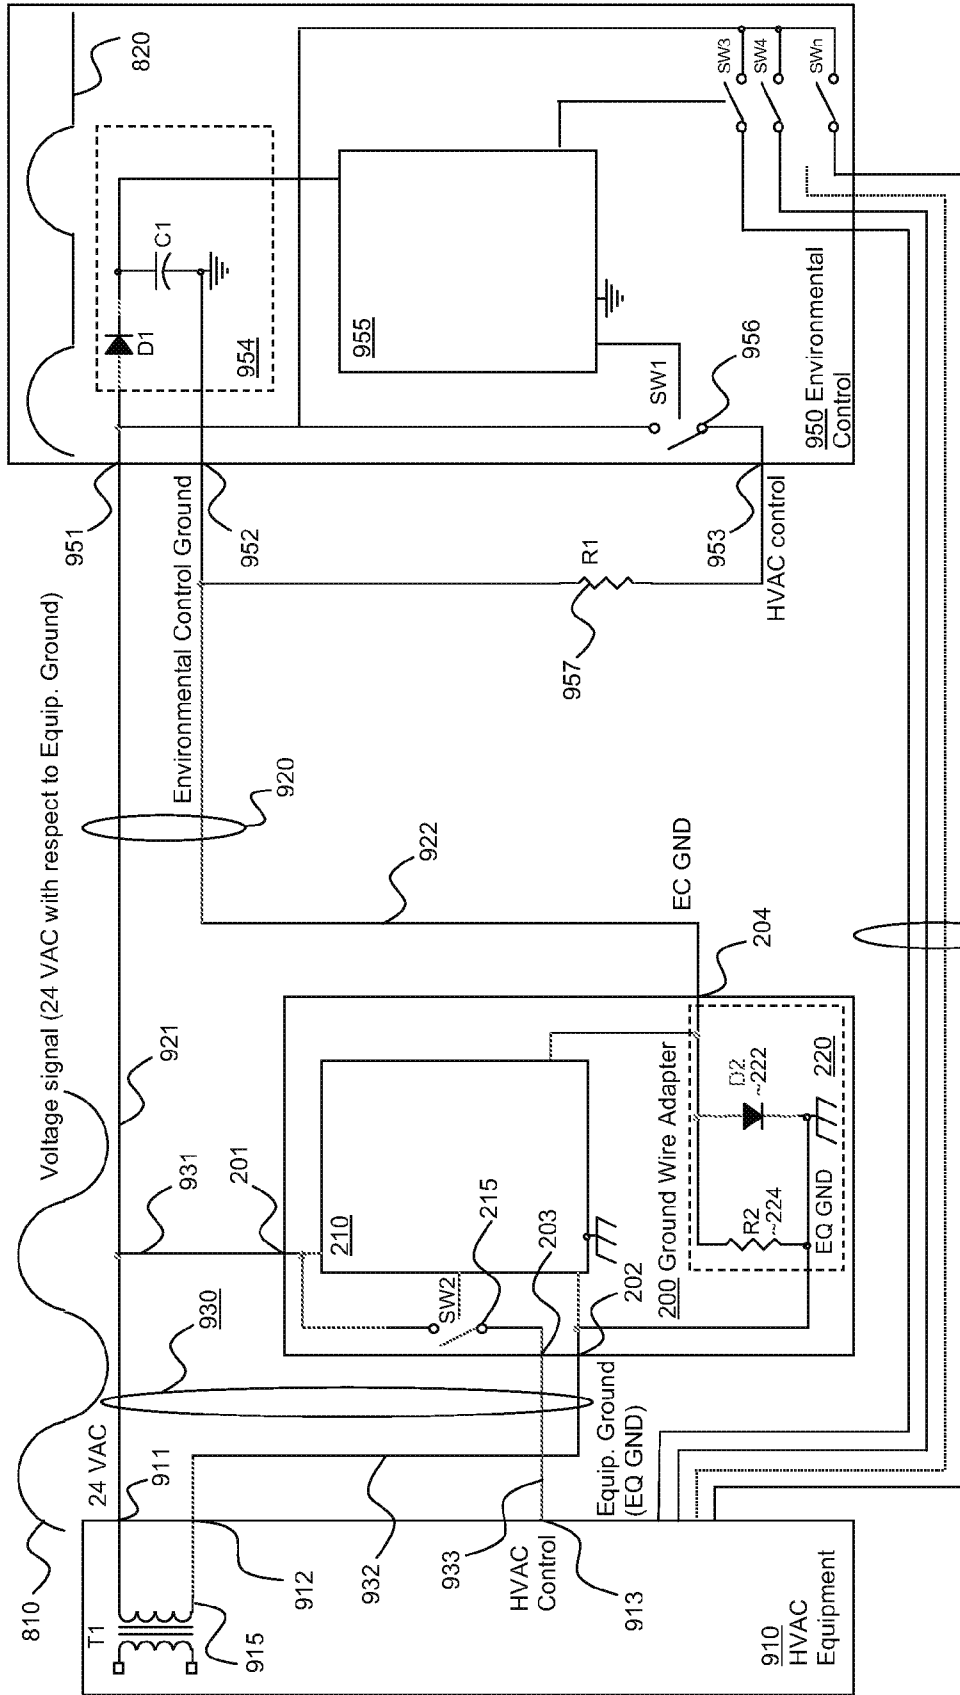 Voltage signal (24 VAC with respect to Equip. Ground)
810
T1
915
24 VAC
911
912
932
933
HVAC
Control
913
910 HVAC
Equipment
930
931
201
921
SW2
215
203
202
210
Equip. Ground
(EQ GND)
200 Ground Wire Adapter
R2
~224
EQ GND
D2
~222
220
204
EC GND
922
920
Environmental Control Ground
951
952
957
R1
953
HVAC control
820
D1
C1
954
955
SW1
956
950 Environmental
Control
SW3
SW4
SWn